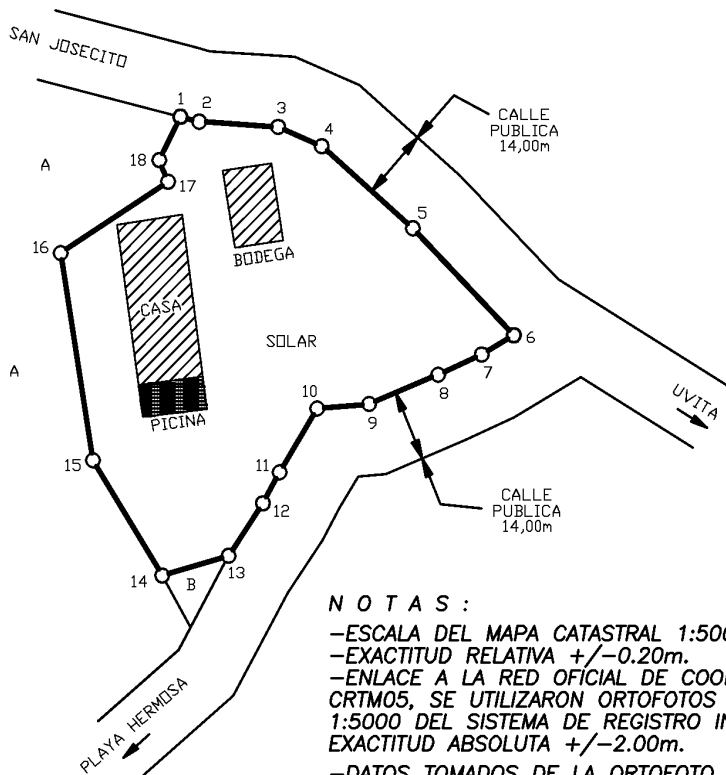 SAN JOSECITO
1
2
3
4
CALLE
PUBLICA
14,00m
A
18
17
5
16
BODEGA
CASA
SOLAR
6
7
A
8
UVITA
10
9
PICINA
15
11
12
CALLE
PUBLICA
14,00m
13
14
B
N O T A S :
-ESCALA DEL MAPA CATASTRAL
-EXACTITUD RELATIVA +/-0.20m.
-ENLACE A LA RED OFICIAL DE
CRTM05, SE UTILIZARON ORTOFOTOS
1:5000 DEL SISTEMA DE REGISTRO
EXACTITUD ABSOLUTA +/-2.00m.
-DATOS TOMADOS DE LA ORTOFOTO
PLAYA HERMOSA